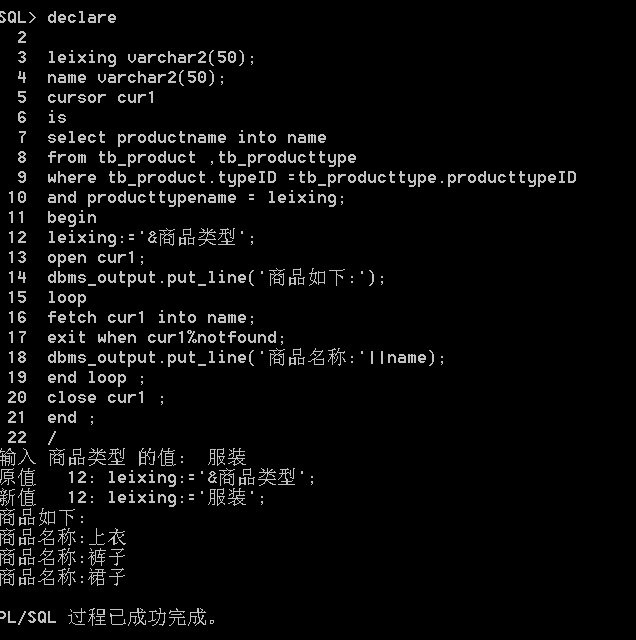 SQL> declare
2
3 leixing varchar2(50);
4 name varchar2(50);
5 cursor cur1
6 is
7 select productname into name
8 from tb_product ,tb_producttype
9 where tb_product.typeID =tb_producttype.producttypeID
10 and producttypename = leixing;
11 begin
12 leixing:='&商品类型';
13 open cur1;
14 dbms_output.put_line('商品如下:');
15 loop
16 fetch cur1 into name;
17 exit when cur1%notfound;
18 dbms_output.put_line('商品名称:'||name);
19 end loop ;
20 close cur1 ;
21 end ;
22 /
输入 商品类型 的值: 服装
原值 12: leixing:='&商品类型';
新值 12: leixing:='服装';
商品如下:
商品名称:上衣
商品名称:裤子
商品名称:裙子
PL/SQL 过程已成功完成。